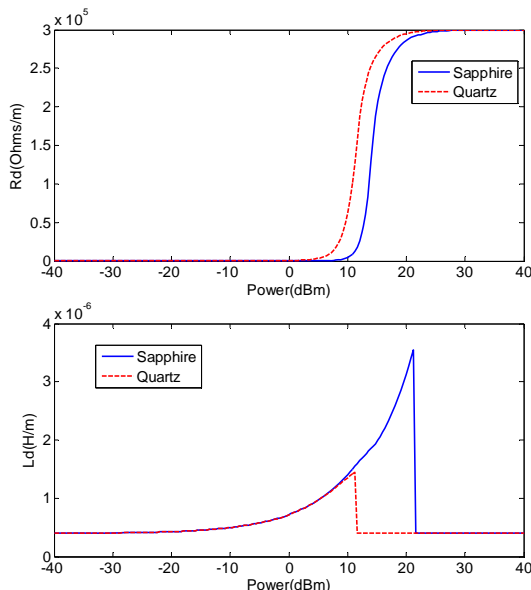 x 10^5
3
2.5
2
1.5
1
0.5
0
Rd(Ohms/m)
Sapphire
Quartz
-40 -30 -20 -10 0 10 20 30 40
Power(dBm)
x 10^-6
4
3
2
1
0
Ld(H/m)
Sapphire
Quartz
-40 -30 -20 -10 0 10 20 30 40
Power(dBm)